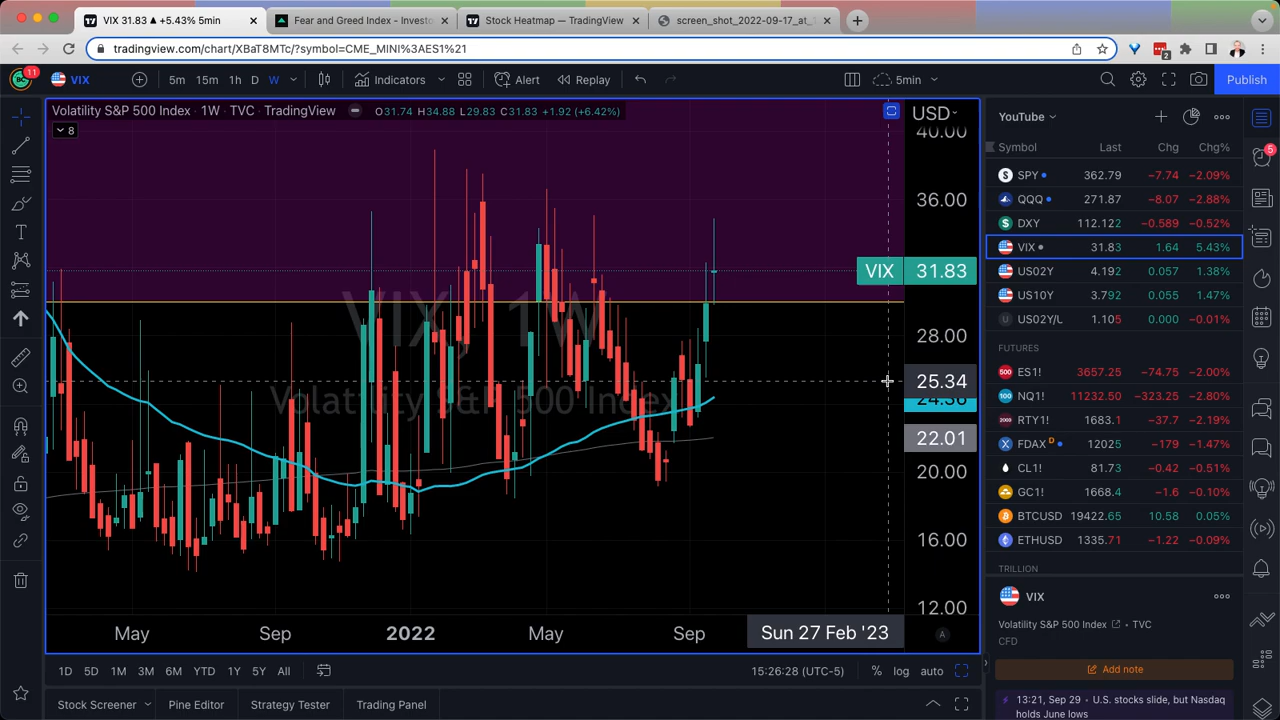 VIX 31.83 ▲ +5.43% 5min
Fear and Greed Index - Investo
Stock Heatmap — TradingView
screen_shot_2022-09-17_at_
tradingview.com/chart/XBaT8MTc/?symbol=CME_MINI%3AES1%21
2
11
VIX
5m 15m 1h D W
Indicators
Alert
Replay
5min
Publish
Volatility S&P 500 Index · 1W · TVC · TradingView
O31.74 H34.88 L29.83 C31.83 +1.92 (+6.42%)
8
USD
40.00
36.00
VIX 31.83
28.00
25.34
24.36
22.01
20.00
16.00
12.00
VIX, 1W
Volatility S&P 500 Index
May Sep 2022 May Sep Sun 27 Feb '23
A
1D 5D 1M 3M 6M YTD 1Y 5Y All
15:26:28 (UTC-5)
% log auto
Stock Screener
Pine Editor
Strategy Tester
Trading Panel
YouTube
Symbol Last Chg Chg%
SPY 362.79 −7.74 −2.09%
QQQ 271.87 −8.07 −2.88%
DXY 112.122 −0.589 −0.52%
VIX 31.83 1.64 5.43%
US02Y 4.192 0.057 1.38%
US10Y 3.792 0.055 1.47%
US02Y/U 1.105 0.000 −0.01%
FUTURES
ES1! 3657.25 −74.75 −2.00%
NQ1! 11232.50 −323.25 −2.80%
RTY1! 1683.1 −37.7 −2.19%
FDAX D 12025 −179 −1.47%
CL1! 81.73 −0.42 −0.51%
GC1! 1668.4 −1.6 −0.10%
BTCUSD 19422.65 10.58 0.05%
ETHUSD 1335.71 −1.22 −0.09%
TRILLION
VIX
Volatility S&P 500 Index · TVC
CFD
Add note
13:21, Sep 29 · U.S. stocks slide, but Nasdaq
holds June lows
5